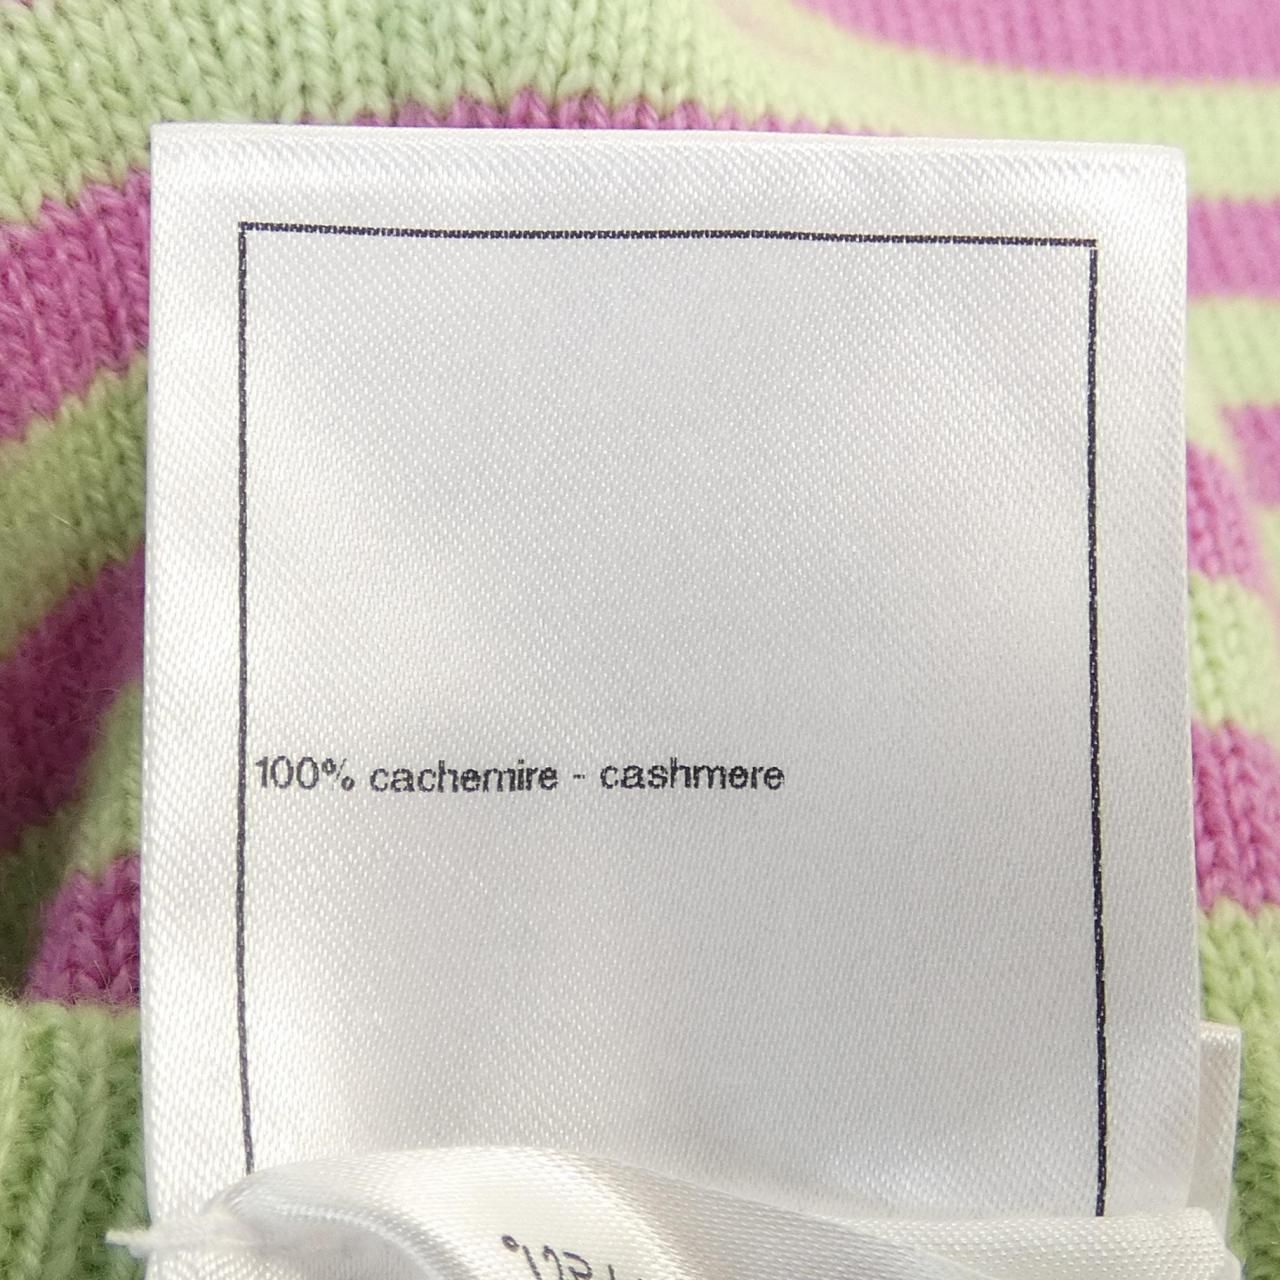 100% cachemire - cashmere